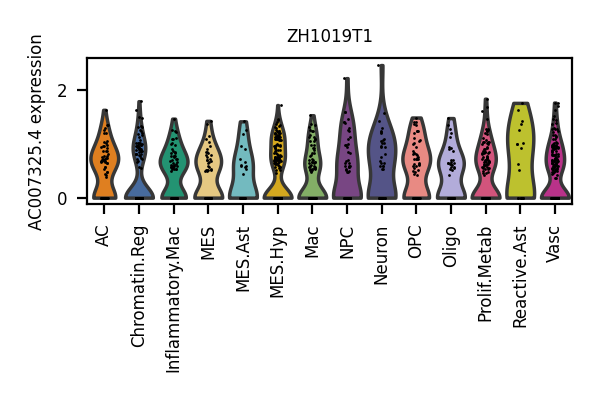 ZH1019T1
AC007325.4 expression
2
0
AC
Chromatin.Reg
Inflammatory.Mac
MES
MES.Ast
MES.Hyp
Mac
NPC
Neuron
OPC
Oligo
Prolif.Metab
Reactive.Ast
Vasc